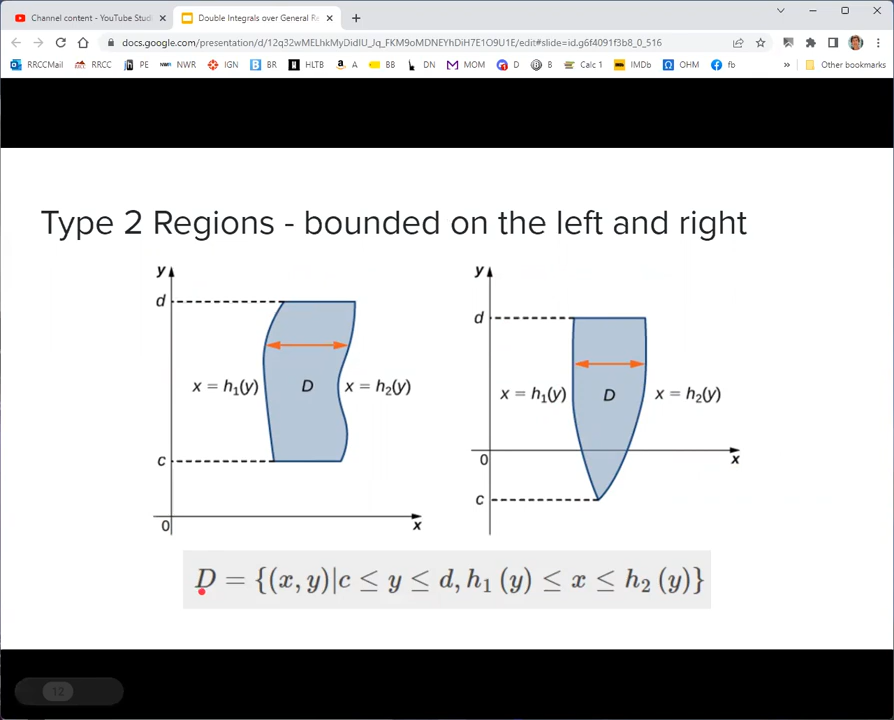 Channel content - YouTube Studi
Double Integrals over General Re
docs.google.com/presentation/d/12q32wMELhkMyDidIU_Jq_FKM9oMDNEYhDiH7E1O9U1E/edit#slide=id.g6f4091f3b8_0_516
RRCCMail RRCC PE NWR IGN BR HLTB A BB DN MOM D B Calc 1 IMDb OHM fb » Other bookmarks
Type 2 Regions - bounded on the left and right
y
d
x = h₁(y) D x = h₂(y)
c
0 x
y
d
x = h₁(y) D x = h₂(y)
0 x
c
D = {(x, y)|c ≤ y ≤ d, h₁ (y) ≤ x ≤ h₂ (y)}
12